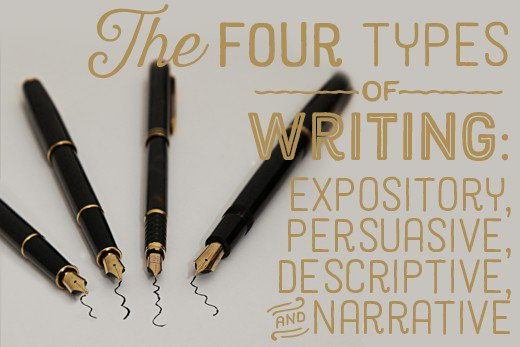 The FOUR TYPES
OF
WRITING:
EXPOSITORY,
PERSUASIVE,
DESCRIPTIVE,
AND NARRATIVE